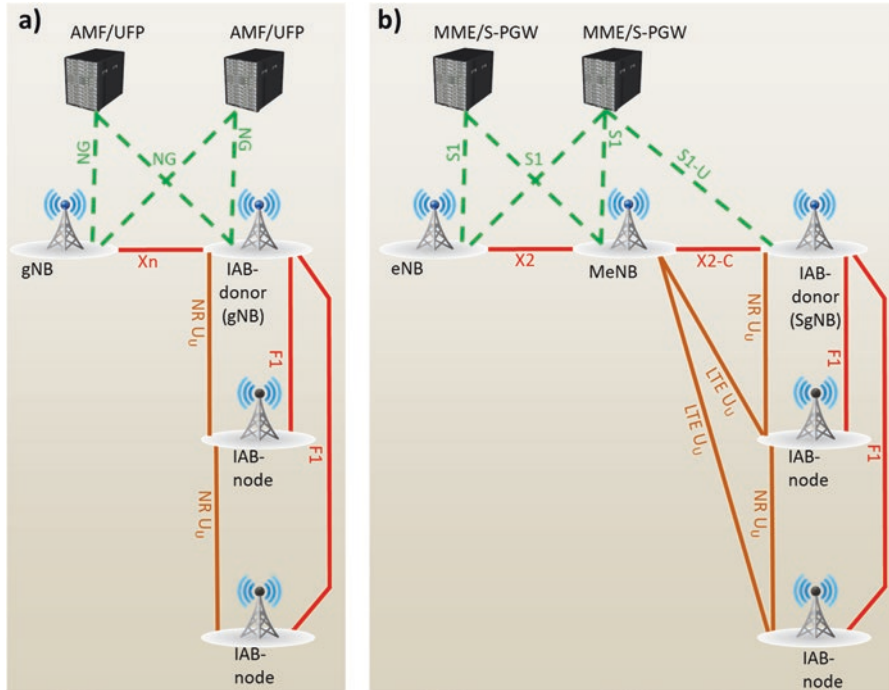 a)
AMF/UFP
AMF/UFP
NG
NG
NG
gNB
Xn
IAB-
donor
(gNB)
NR UU
F1
F1
IAB-
node
NR UU
IAB-
node
b)
MME/S-PGW
MME/S-PGW
S1
S1
S1
S1-U
eNB
X2
MeNB
X2-C
IAB-
donor
(SgNB)
NR UU
F1
LTE UU
LTE UU
F1
IAB-
node
NR UU
IAB-
node